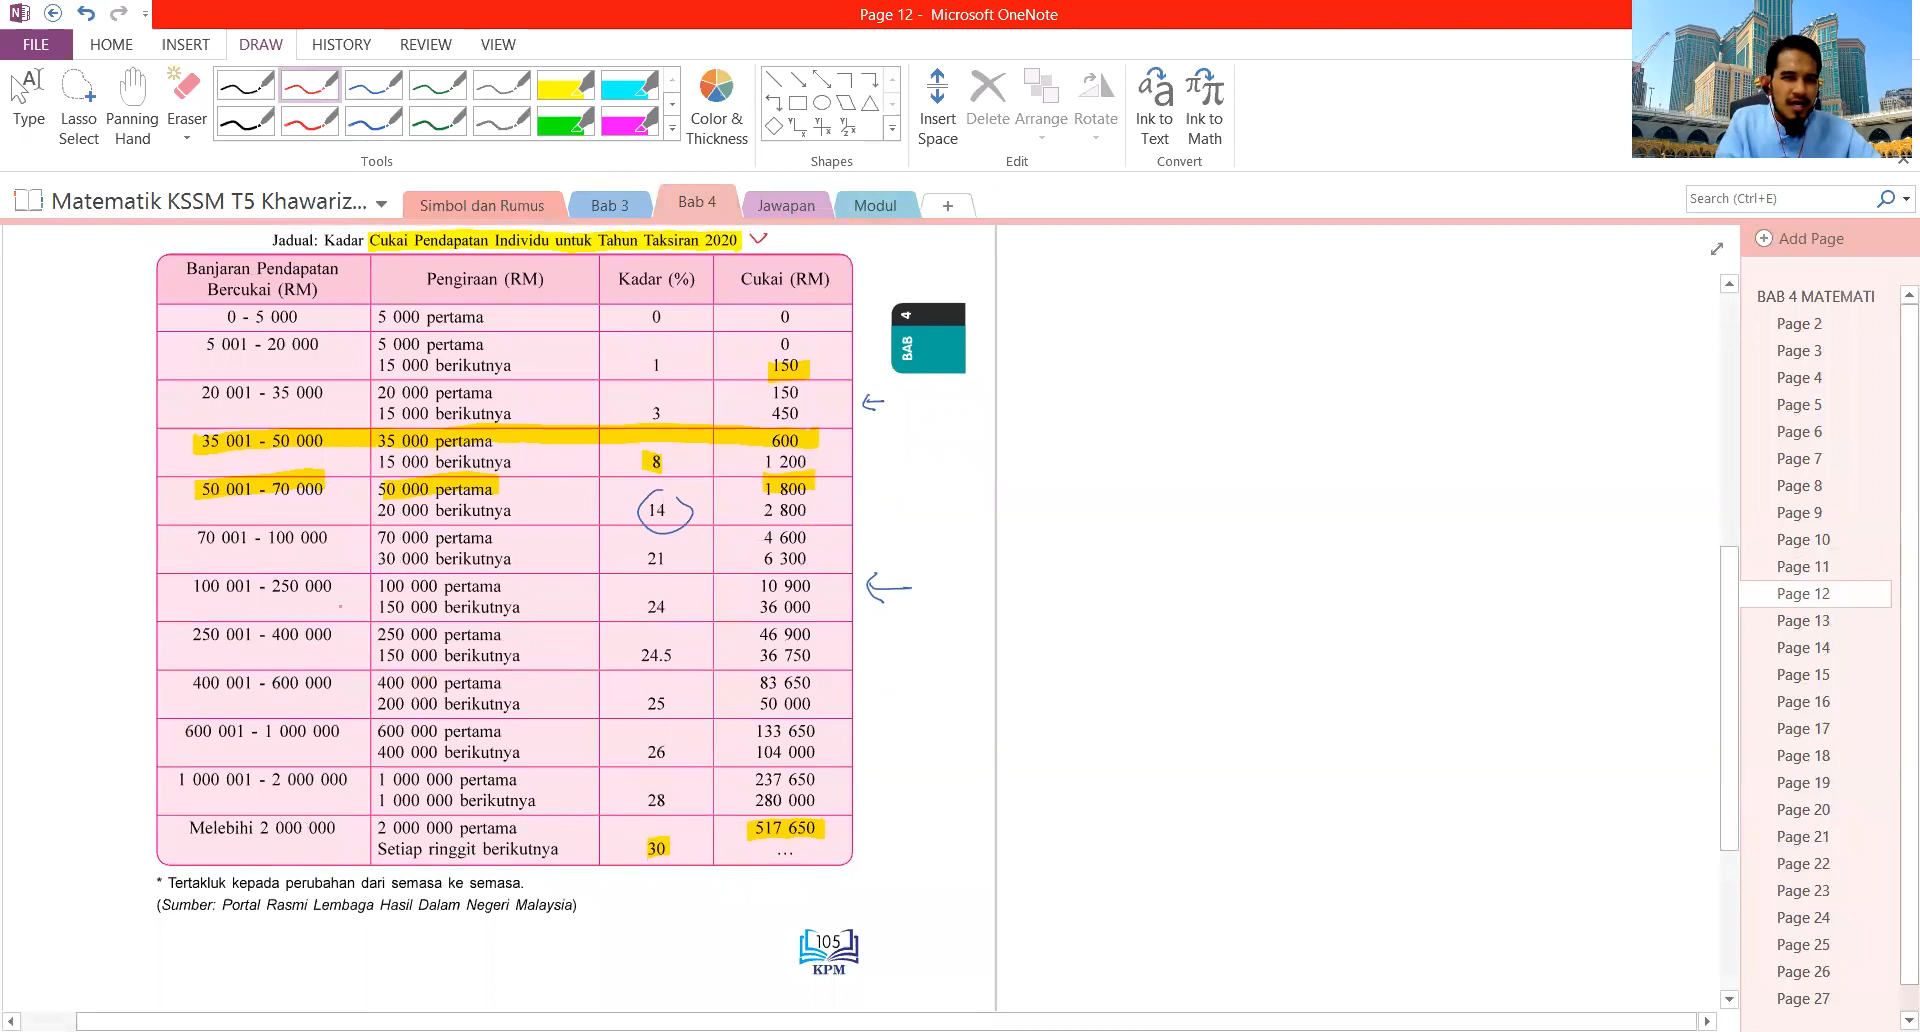 Page 12 - Microsoft OneNote
FILE HOME INSERT DRAW HISTORY REVIEW VIEW
Type
Lasso Select
Panning Hand
Eraser
Color & Thickness
Insert Space
Delete
Arrange
Rotate
Ink to Text
Ink to Math
Tools
Shapes
Edit
Convert
Matematik KSSM T5 Khawariz...
Simbol dan Rumus
Bab 3
Bab 4
Jawapan
Modul
Search (Ctrl+E)
Jadual: Kadar Cukai Pendapatan Individu untuk Tahun Taksiran 2020
Banjaran Pendapatan Bercukai (RM) Pengiraan (RM) Kadar (%) Cukai (RM)
0 - 5 000 5 000 pertama 0 0
5 001 - 20 000 5 000 pertama 0
15 000 berikutnya 1 150
20 001 - 35 000 20 000 pertama 150
15 000 berikutnya 3 450
35 001 - 50 000 35 000 pertama 600
15 000 berikutnya 8 1 200
50 001 - 70 000 50 000 pertama 1 800
20 000 berikutnya 14 2 800
70 001 - 100 000 70 000 pertama 4 600
30 000 berikutnya 21 6 300
100 001 - 250 000 100 000 pertama 10 900
150 000 berikutnya 24 36 000
250 001 - 400 000 250 000 pertama 46 900
150 000 berikutnya 24.5 36 750
400 001 - 600 000 400 000 pertama 83 650
200 000 berikutnya 25 50 000
600 001 - 1 000 000 600 000 pertama 133 650
400 000 berikutnya 26 104 000
1 000 001 - 2 000 000 1 000 000 pertama 237 650
1 000 000 berikutnya 28 280 000
Melebihi 2 000 000 2 000 000 pertama 517 650
Setiap ringgit berikutnya 30 ...
* Tertakluk kepada perubahan dari semasa ke semasa.
(Sumber: Portal Rasmi Lembaga Hasil Dalam Negeri Malaysia)
BAB 4
105
KPM
Add Page
BAB 4 MATEMATI
Page 2
Page 3
Page 4
Page 5
Page 6
Page 7
Page 8
Page 9
Page 10
Page 11
Page 12
Page 13
Page 14
Page 15
Page 16
Page 17
Page 18
Page 19
Page 20
Page 21
Page 22
Page 23
Page 24
Page 25
Page 26
Page 27